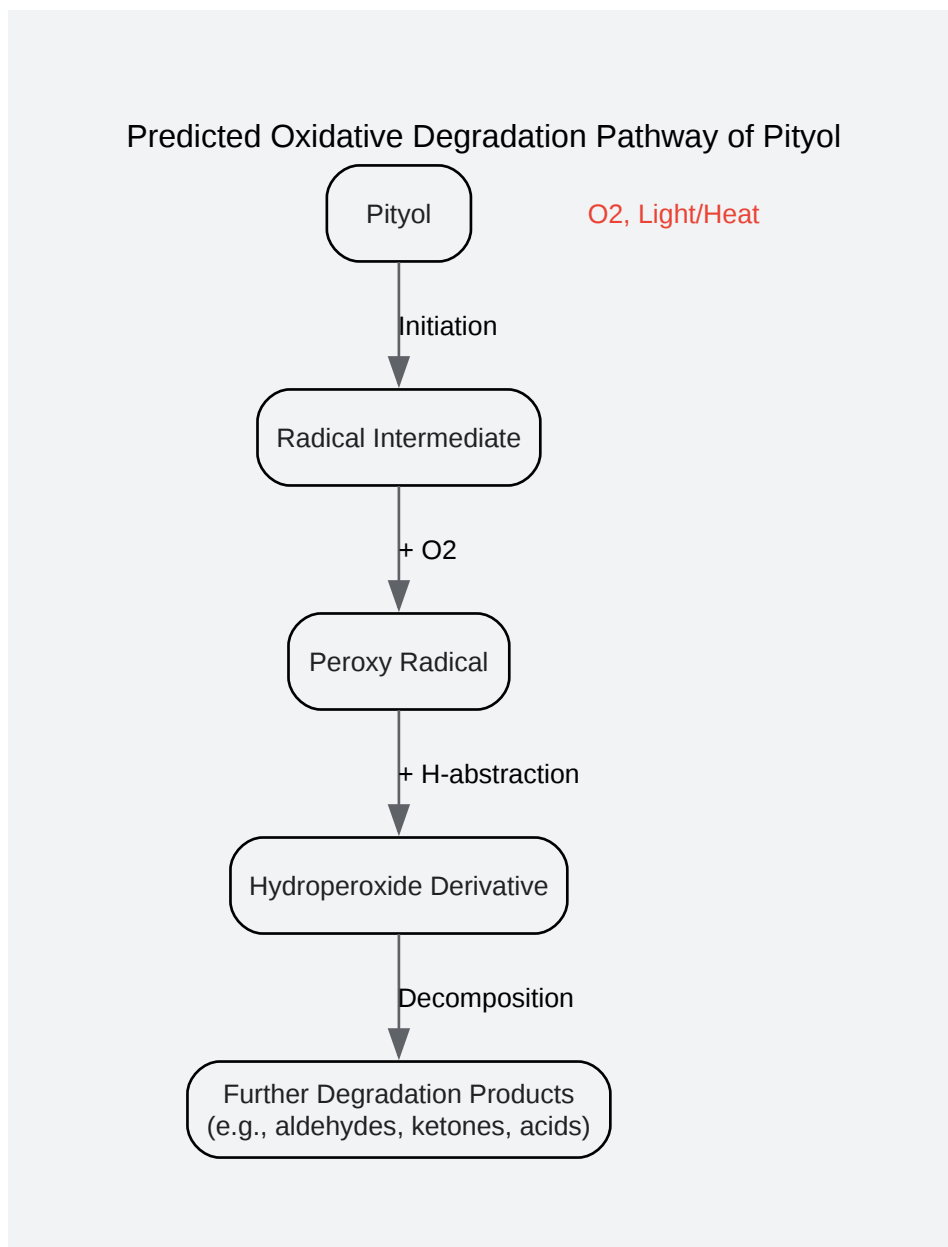 Predicted Oxidative Degradation Pathway of Pityol
Pityol
O2, Light/Heat
Initiation
Radical Intermediate
+ O2
Peroxy Radical
+ H-abstraction
Hydroperoxide Derivative
Decomposition
Further Degradation Products
(e.g., aldehydes, ketones, acids)